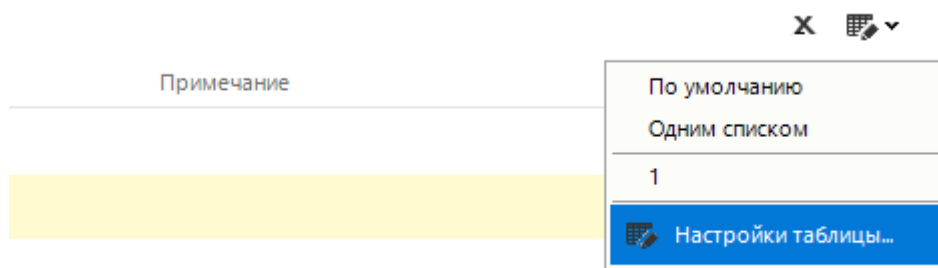 X
Примечание
По умолчанию
Одним списком
1
Настройки таблицы...